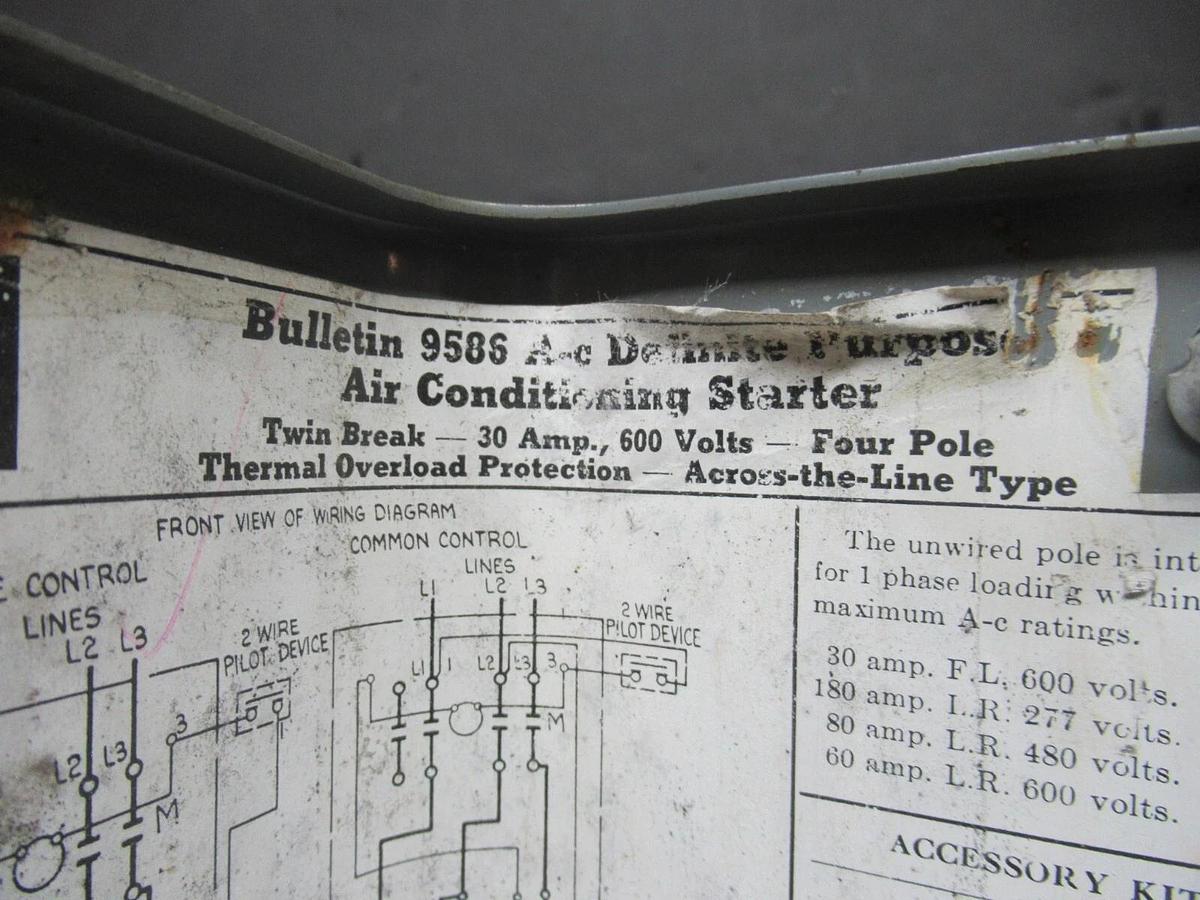 Bulletin 9586 A-c Definite Purpose
Air Conditioning Starter
Twin Break — 30 Amp., 600 Volts — Four Pole
Thermal Overload Protection — Across-the-Line Type
FRONT VIEW OF WIRING DIAGRAM
E CONTROL
LINES
L2 L3
2 WIRE
PILOT DEVICE
3
1
L2 L3
M
COMMON CONTROL
LINES
L1 L2 L3
2 WIRE
PILOT DEVICE
L1 1 L2 L3 3
M
The unwired pole is int
for 1 phase loading hin
maximum A-c ratings.
30 amp. F.L. 600 volts.
180 amp. L.R. 277 volts.
80 amp. L.R. 480 volts.
60 amp. L.R. 600 volts.
ACCESSORY KIT